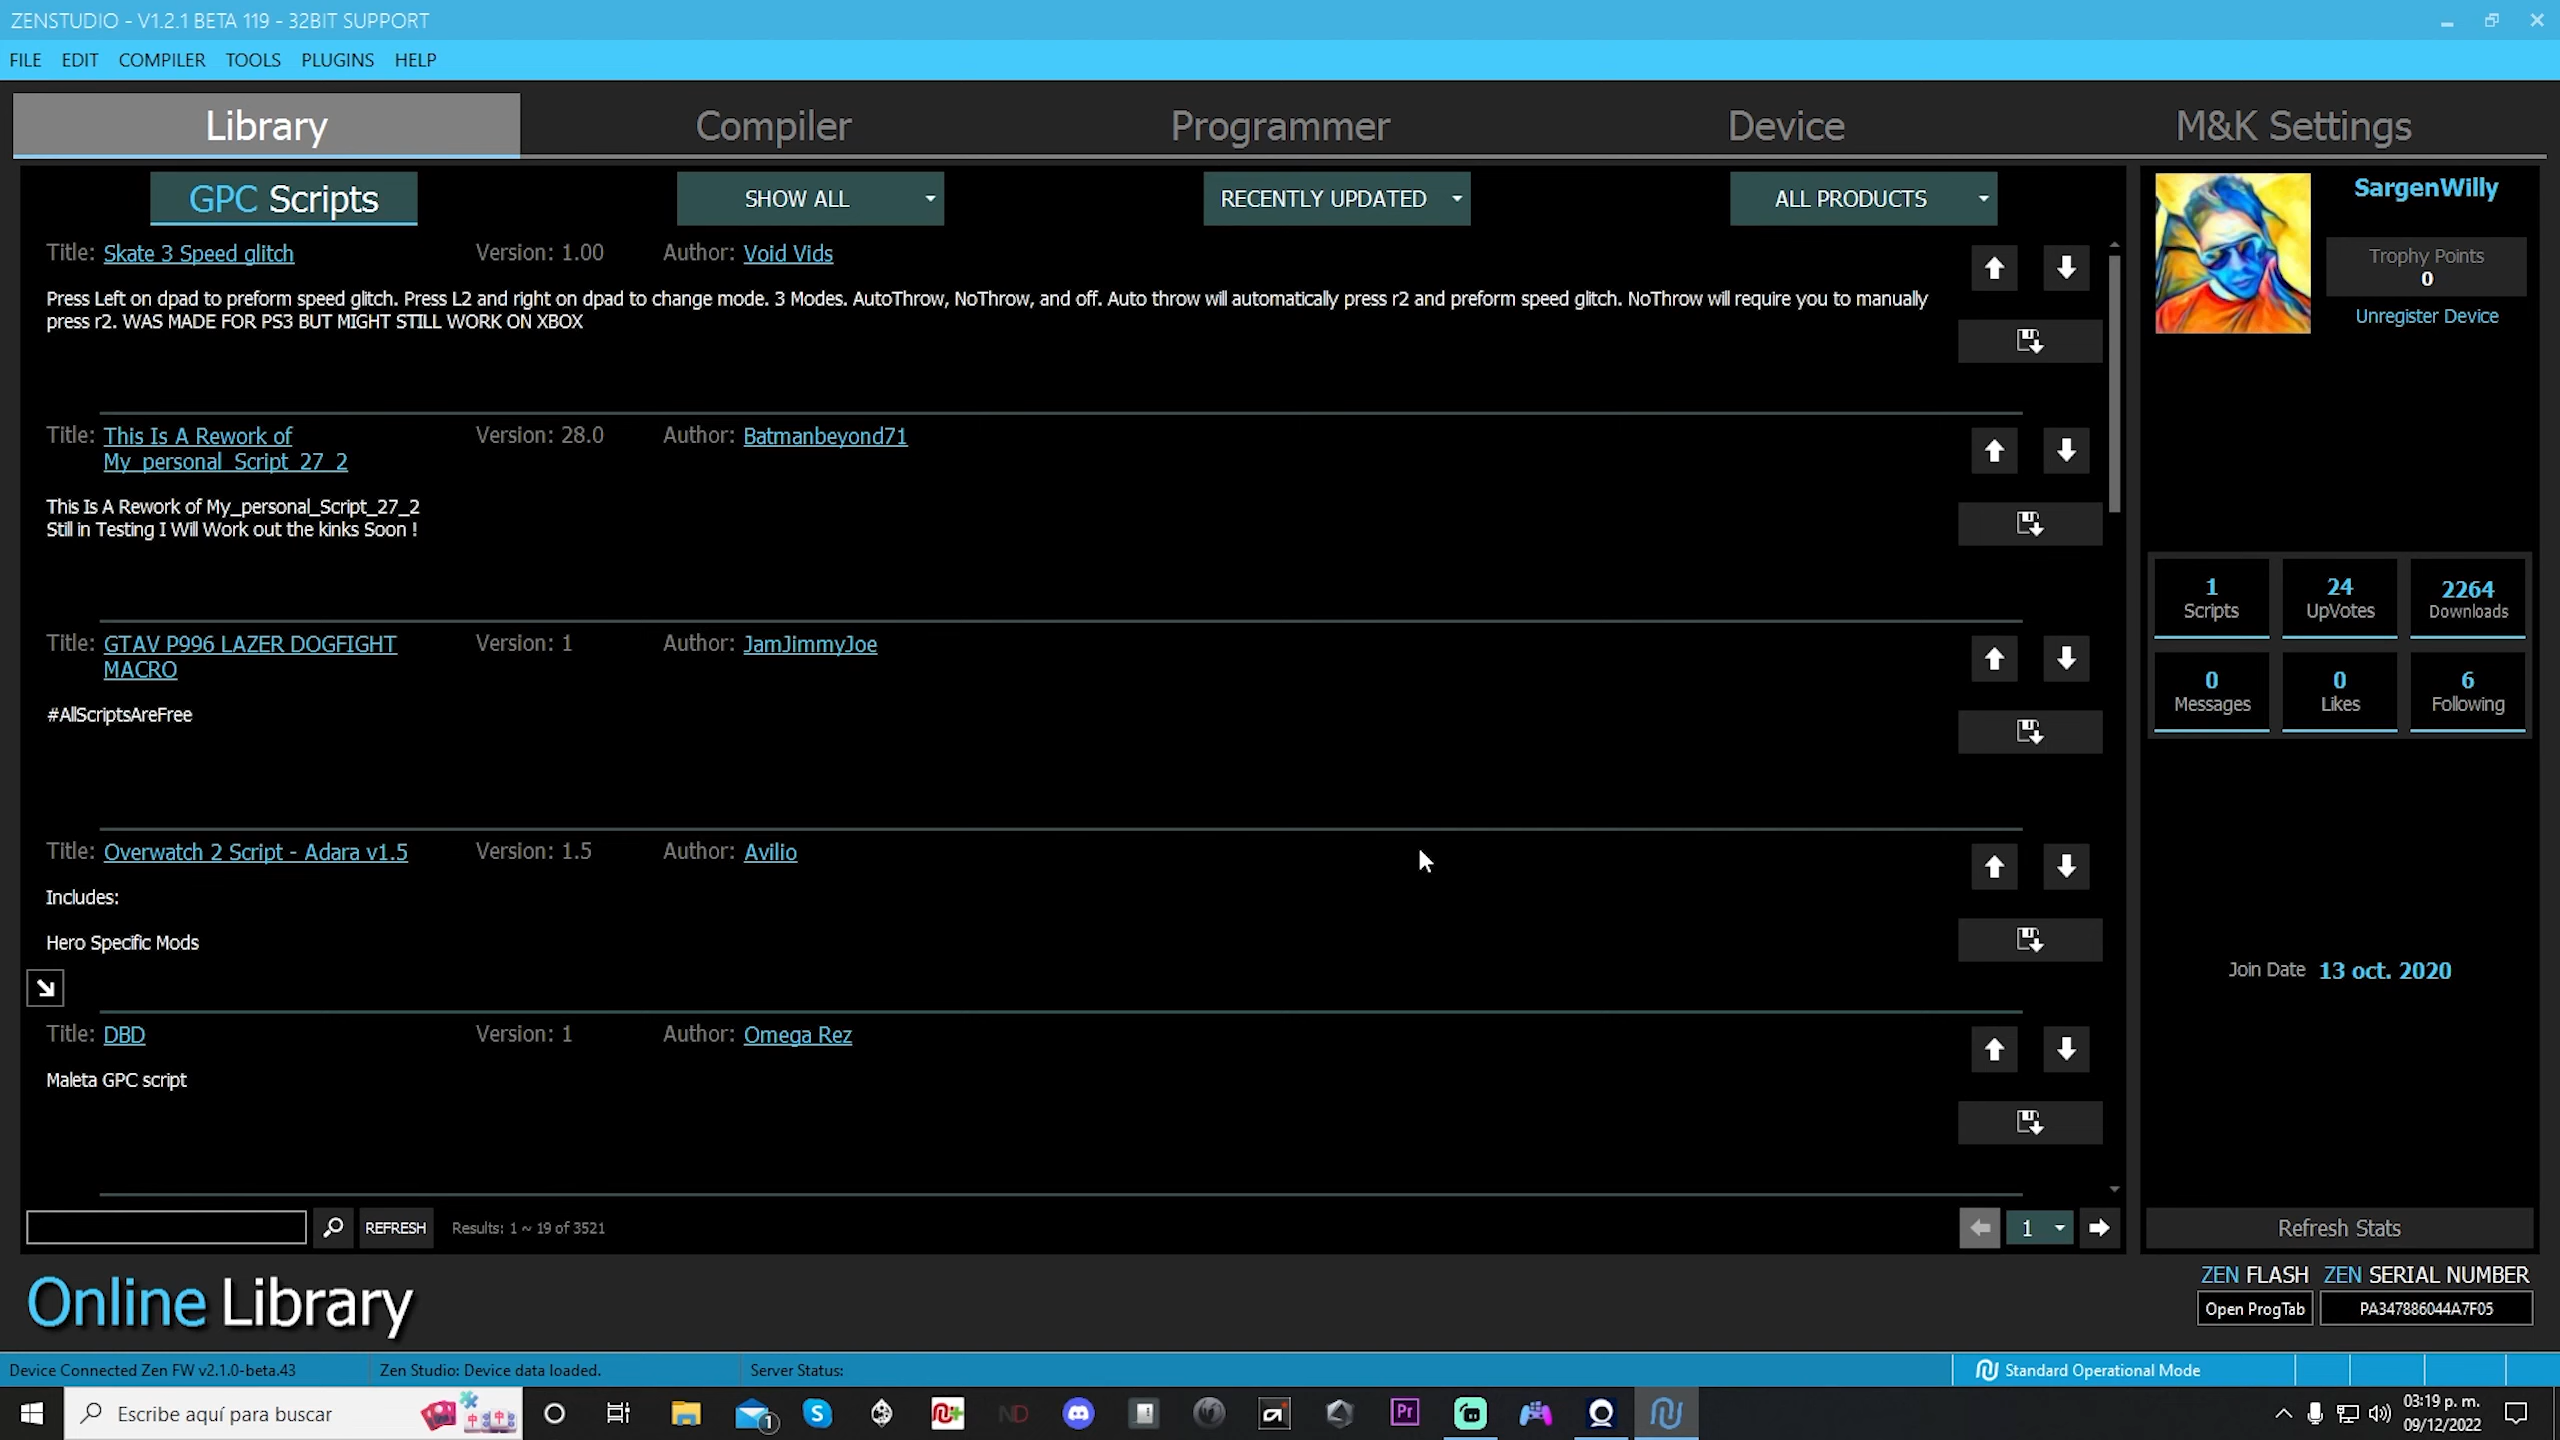 ZENSTUDIO - V1.2.1 BETA 119 - 32BIT SUPPORT
FILE EDIT COMPILER TOOLS PLUGINS HELP
Library Compiler Programmer Device M&K Settings
GPC Scripts SHOW ALL RECENTLY UPDATED ALL PRODUCTS
Title: Skate 3 Speed glitch Version: 1.00 Author: Void Vids
Press Left on dpad to preform speed glitch. Press L2 and right on dpad to change mode. 3 Modes. AutoThrow, NoThrow, and off. Auto throw will automatically press r2 and preform speed glitch. NoThrow will require you to manually
press r2. WAS MADE FOR PS3 BUT MIGHT STILL WORK ON XBOX
Title: This Is A Rework of Version: 28.0 Author: Batmanbeyond71
My_personal_Script_27_2
This Is A Rework of My_personal_Script_27_2
Still in Testing I Will Work out the kinks Soon !
Title: GTAV P996 LAZER DOGFIGHT Version: 1 Author: JamJimmyJoe
MACRO
#AllScriptsAreFree
Title: Overwatch 2 Script - Adara v1.5 Version: 1.5 Author: Avilio
Includes:
Hero Specific Mods
Title: DBD Version: 1 Author: Omega Rez
Maleta GPC script
REFRESH Results: 1 ~ 19 of 3521 1
SargenWilly
Trophy Points
0
Unregister Device
1 24 2264
Scripts UpVotes Downloads
0 0 6
Messages Likes Following
Join Date 13 oct. 2020
Refresh Stats
Online Library
ZEN FLASH ZEN SERIAL NUMBER
Open ProgTab PA347886044A7F05
Device Connected Zen FW v2.1.0-beta.43 Zen Studio: Device data loaded. Server Status: Standard Operational Mode
Escribe aquí para buscar
1
ND
Pr
03:19 p. m.
09/12/2022